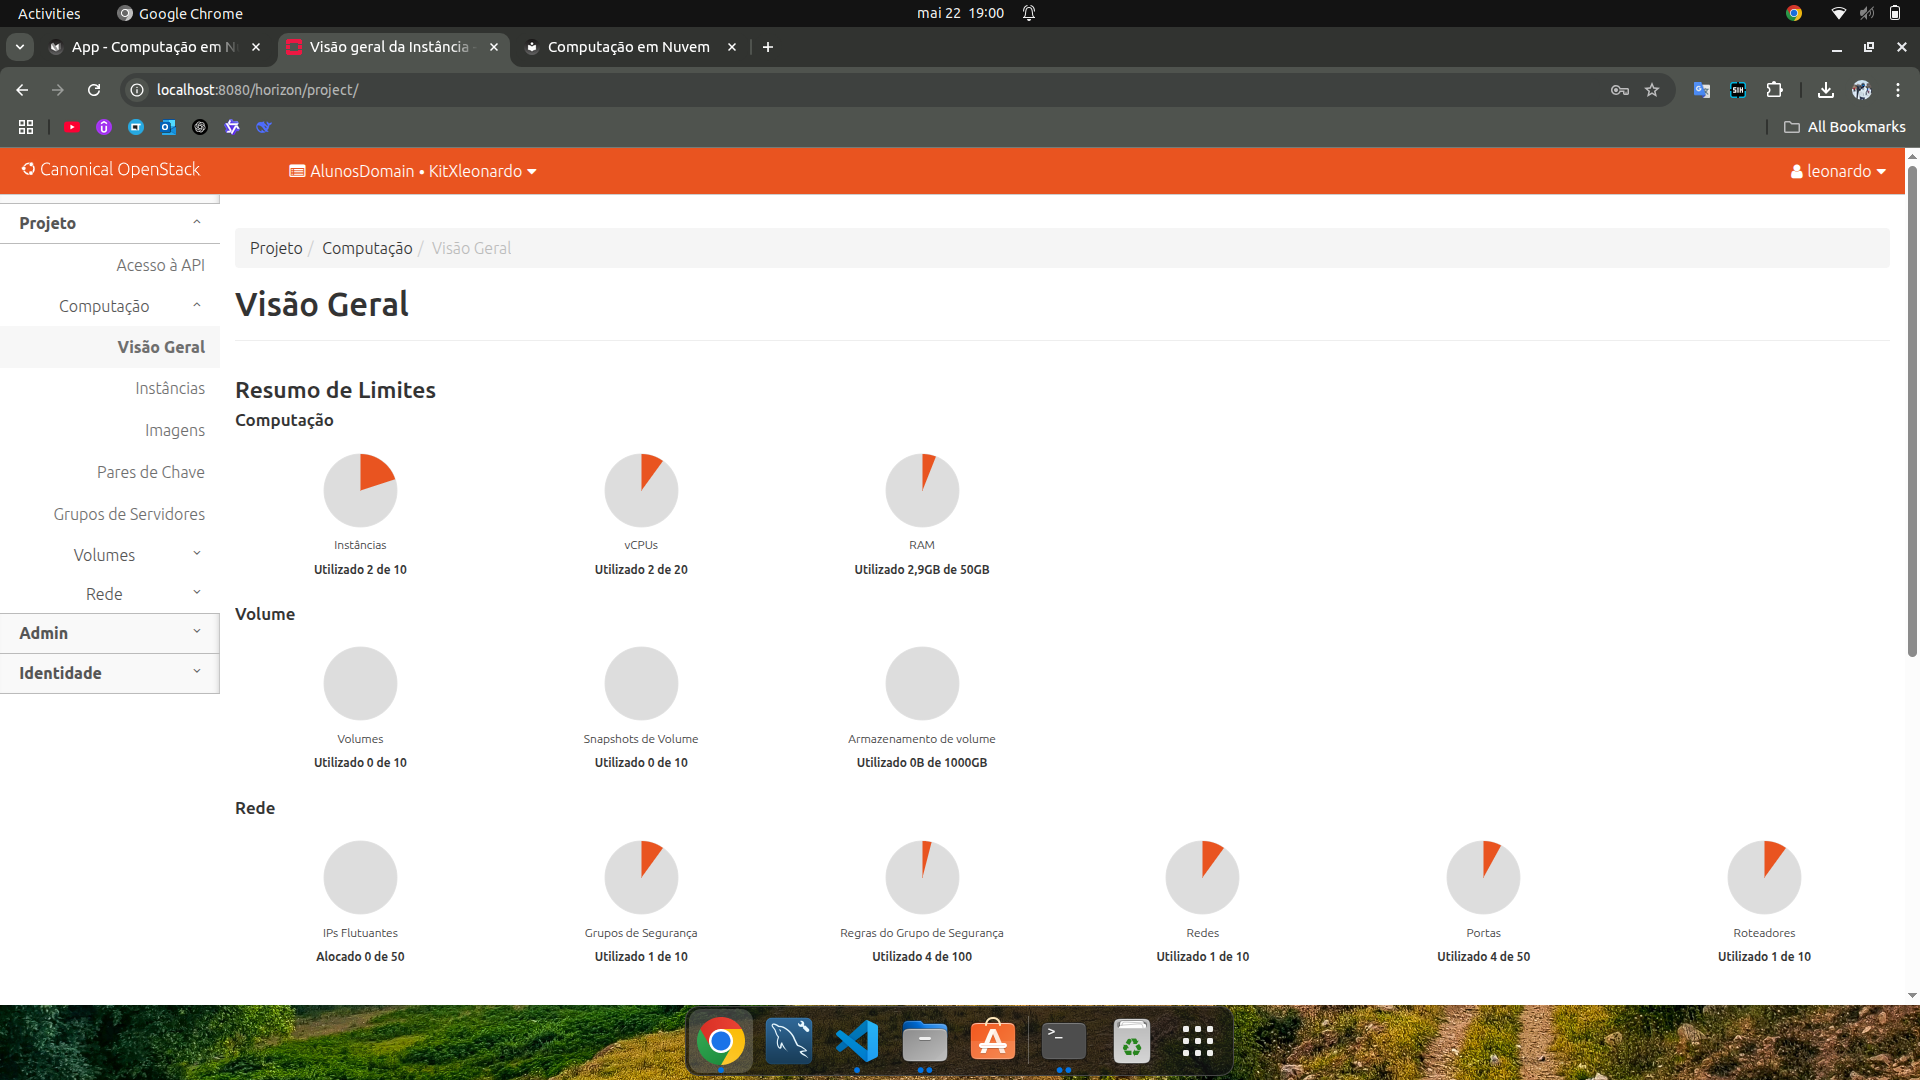 Activities
Google Chrome
mai 22 19:00
App - Computação em N
Visão geral da Instância -
Computação em Nuvem
localhost:8080/horizon/project/
All Bookmarks
Canonical OpenStack
AlunosDomain • KitXleonardo
leonardo
Projeto
Acesso à API
Computação
Visão Geral
Instâncias
Imagens
Pares de Chave
Grupos de Servidores
Volumes
Rede
Admin
Identidade
Projeto / Computação / Visão Geral
Visão Geral
Resumo de Limites
Computação
Instâncias
Utilizado 2 de 10
vCPUs
Utilizado 2 de 20
RAM
Utilizado 2,9GB de 50GB
Volume
Volumes
Utilizado 0 de 10
Snapshots de Volume
Utilizado 0 de 10
Armazenamento de volume
Utilizado 0B de 1000GB
Rede
IPs Flutuantes
Alocado 0 de 50
Grupos de Segurança
Utilizado 1 de 10
Regras do Grupo de Segurança
Utilizado 4 de 100
Redes
Utilizado 1 de 10
Portas
Utilizado 4 de 50
Roteadores
Utilizado 1 de 10